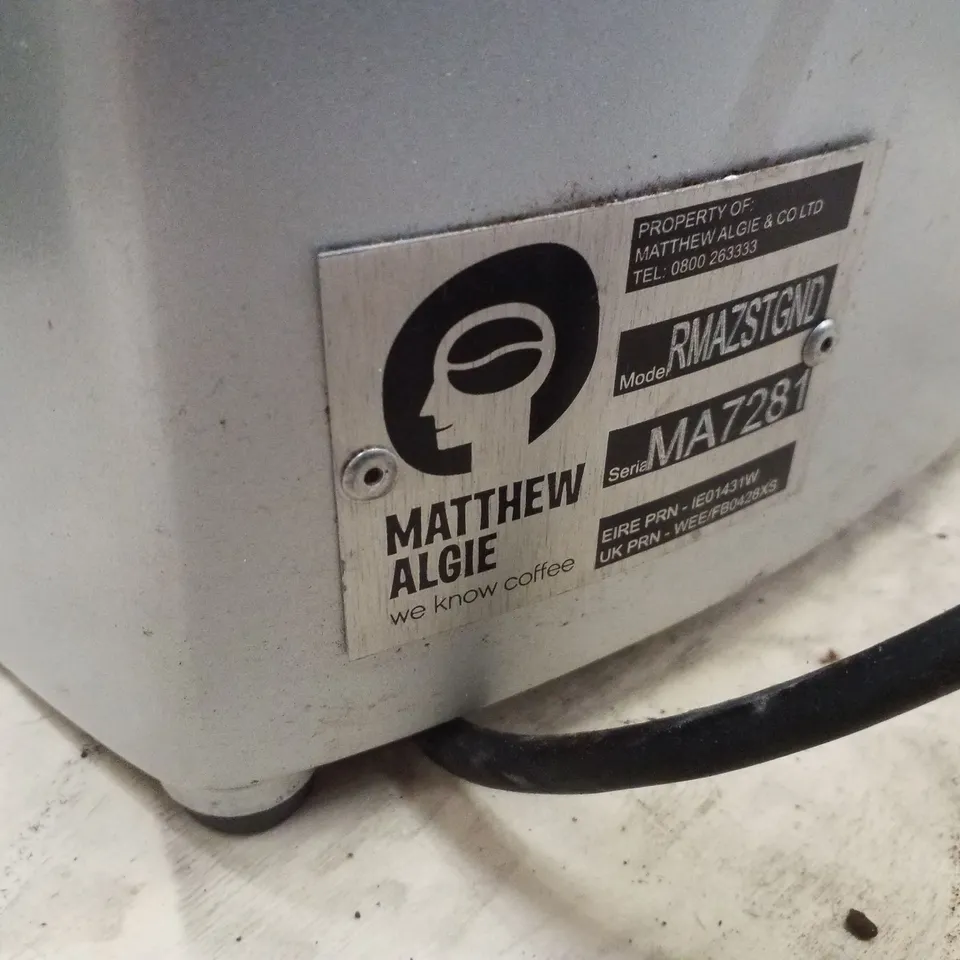 PROPERTY OF:
MATTHEW ALGIE & CO LTD
TEL: 0800 263333
Model RMAZSTGND
Serial MA7281
EIRE PRN - IE01431W
UK PRN - WEE/FB0428XS
MATTHEW
ALGIE
we know coffee